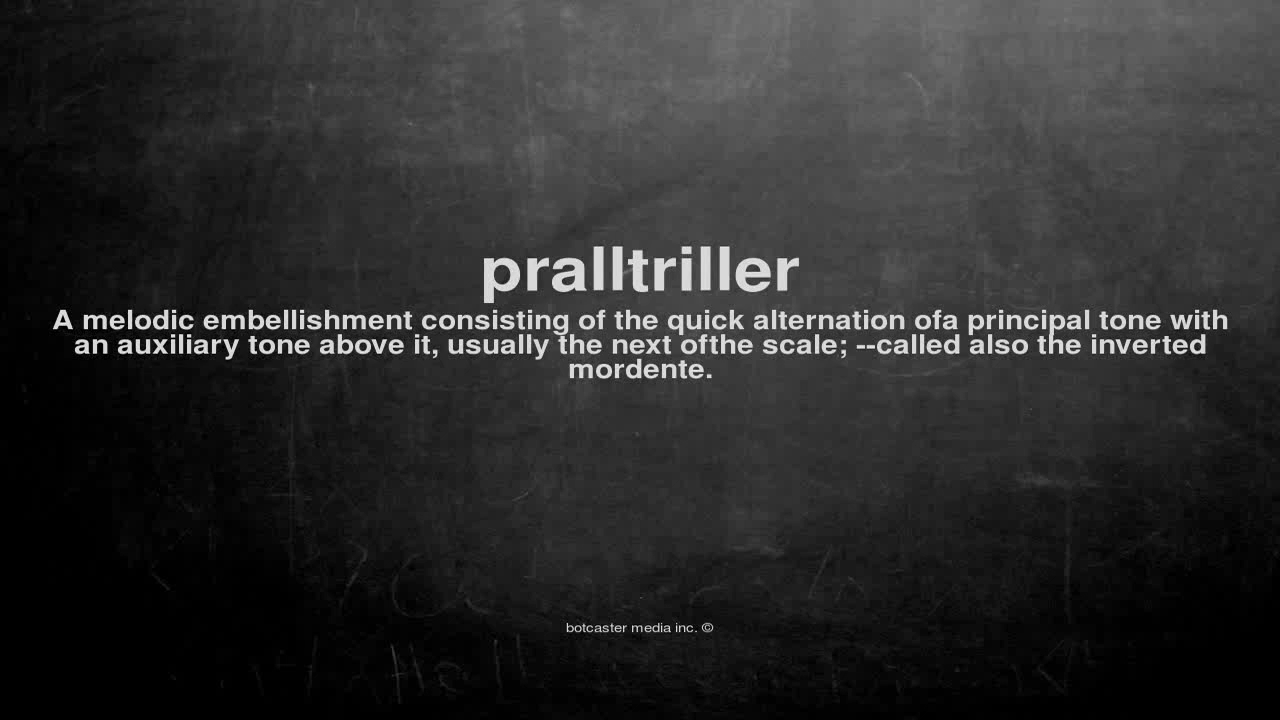 pralltriller
A melodic embellishment consisting of the quick alternation ofa principal tone with
an auxiliary tone above it, usually the next ofthe scale; --called also the inverted
mordente.
botcaster media inc. ©